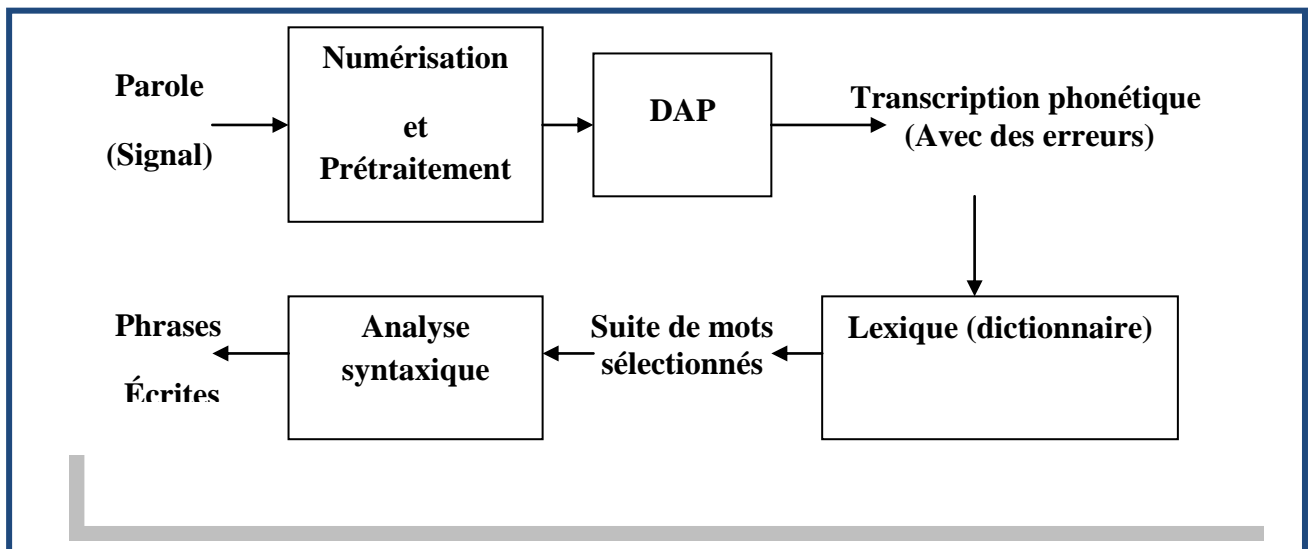 Parole
(Signal)
Numérisation
et
Prétraitement
DAP
Transcription phonétique
(Avec des erreurs)
Lexique (dictionnaire)
Suite de mots
sélectionnés
Analyse
syntaxique
Phrases
Écrites